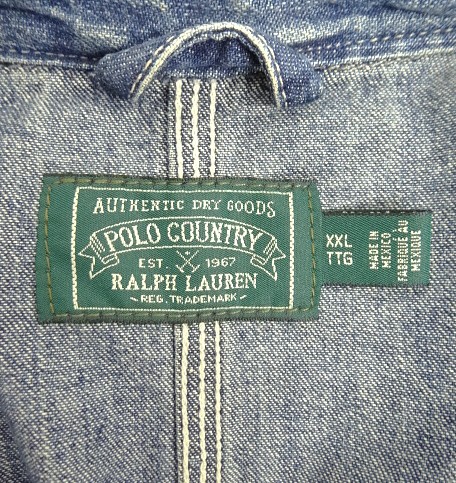 AUTHENTIC DRY GOODS
POLO COUNTRY
EST. 1967
RALPH LAUREN
- REG. TRADEMARK -
XXL
TTG
MADE IN
MEXICO
FABRIQUÉ AU
MEXIQUE